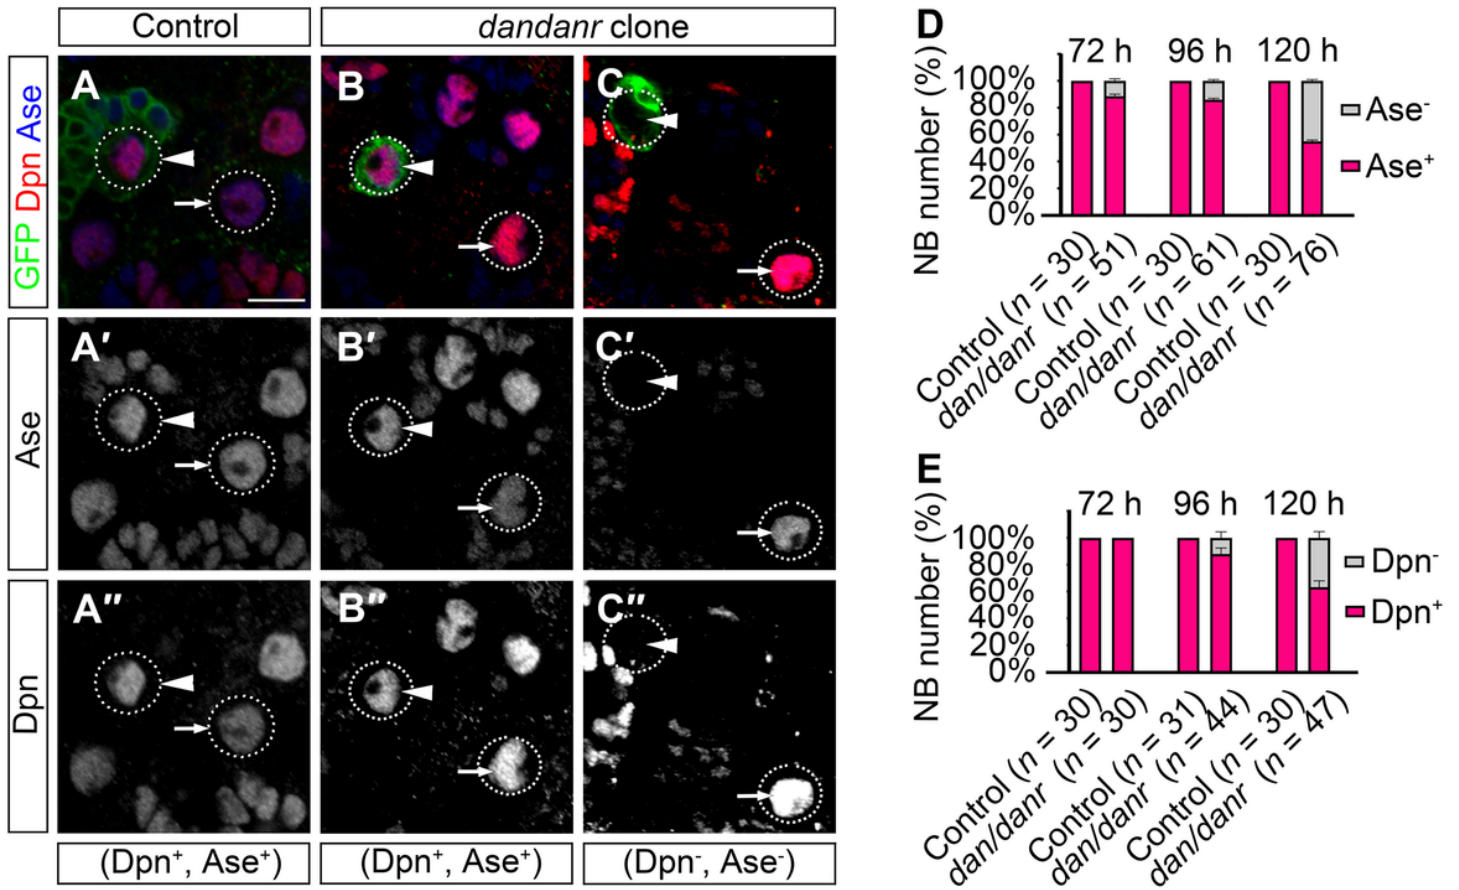 Control
dandanr clone
GFP Dpn Ase
A
B
C
Ase
A′
B′
C′
Dpn
A″
B″
C″
(Dpn⁺, Ase⁺)
(Dpn⁺, Ase⁺)
(Dpn⁻, Ase⁻)
D
72 h 96 h 120 h
NB number (%)
100%
80%
60%
40%
20%
0%
Ase⁻
Ase⁺
Control (n = 30)
dan/danr (n = 51)
Control (n = 30)
dan/danr (n = 61)
Control (n = 30)
dan/danr (n = 76)
E
72 h 96 h 120 h
NB number (%)
100%
80%
60%
40%
20%
0%
Dpn⁻
Dpn⁺
Control (n = 30)
dan/danr (n = 30)
Control (n = 31)
dan/danr (n = 44)
Control (n = 30)
dan/danr (n = 47)